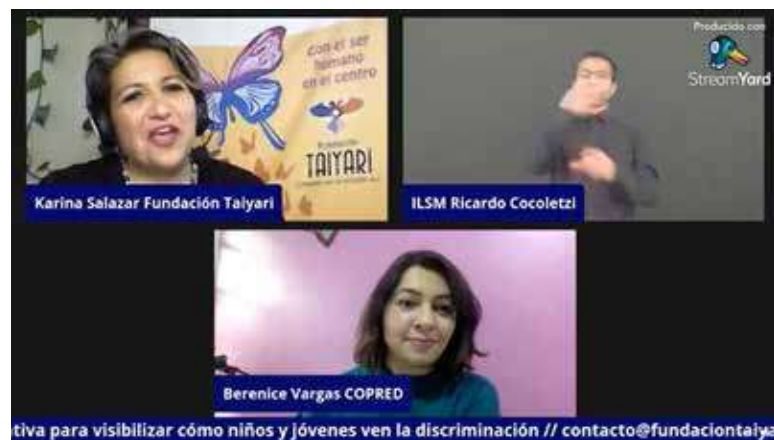 Producido con
StreamYard
con el ser
humano
en el centro
Fundación
TAIYARI
Karina Salazar Fundación Taiyari
ILSM Ricardo Cocoletzi
Berenice Vargas COPRED
tiva para visibilizar cómo niños y jóvenes ven la discriminación // contacto@fundaciontaiya